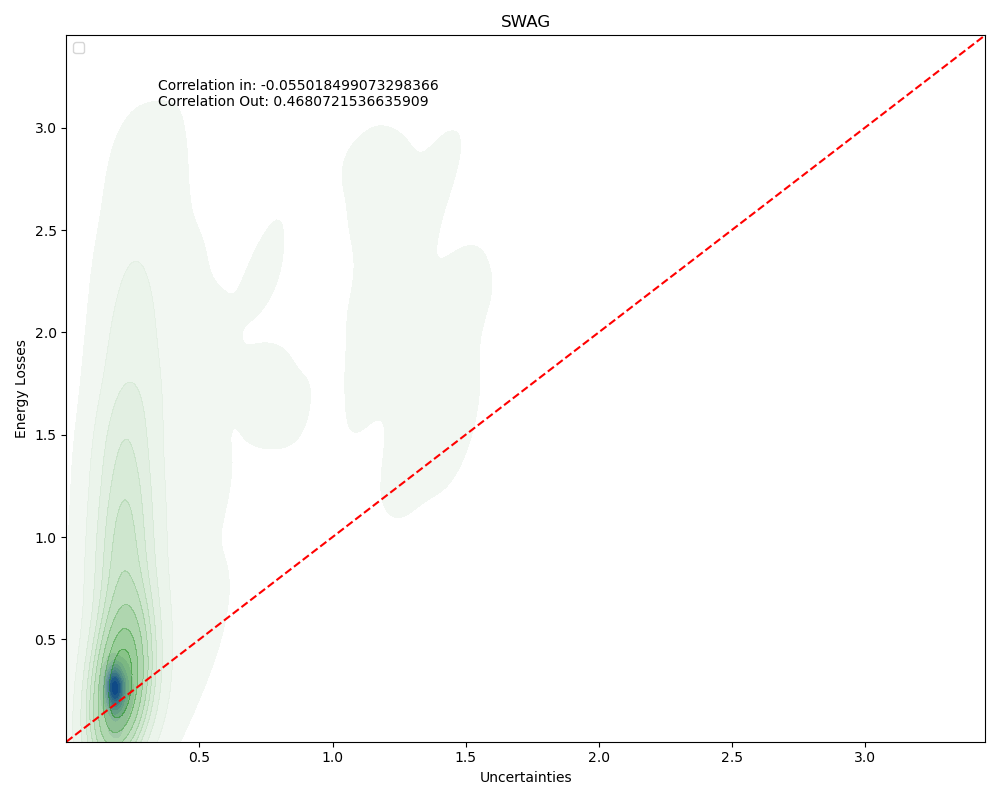 SWAG
Correlation in: -0.055018499073298366
Correlation Out: 0.4680721536635909
3.0
2.5
2.0
1.5
1.0
0.5
Energy Losses
0.5 1.0 1.5 2.0 2.5 3.0
Uncertainties